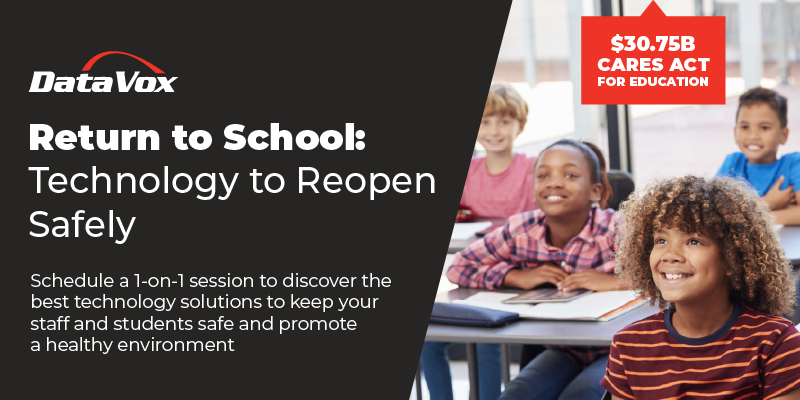 DataVox
Return to School:
Technology to Reopen
Safely
Schedule a 1-on-1 session to discover the
best technology solutions to keep your
staff and students safe and promote
a healthy environment
$30.75B
CARES ACT
FOR EDUCATION